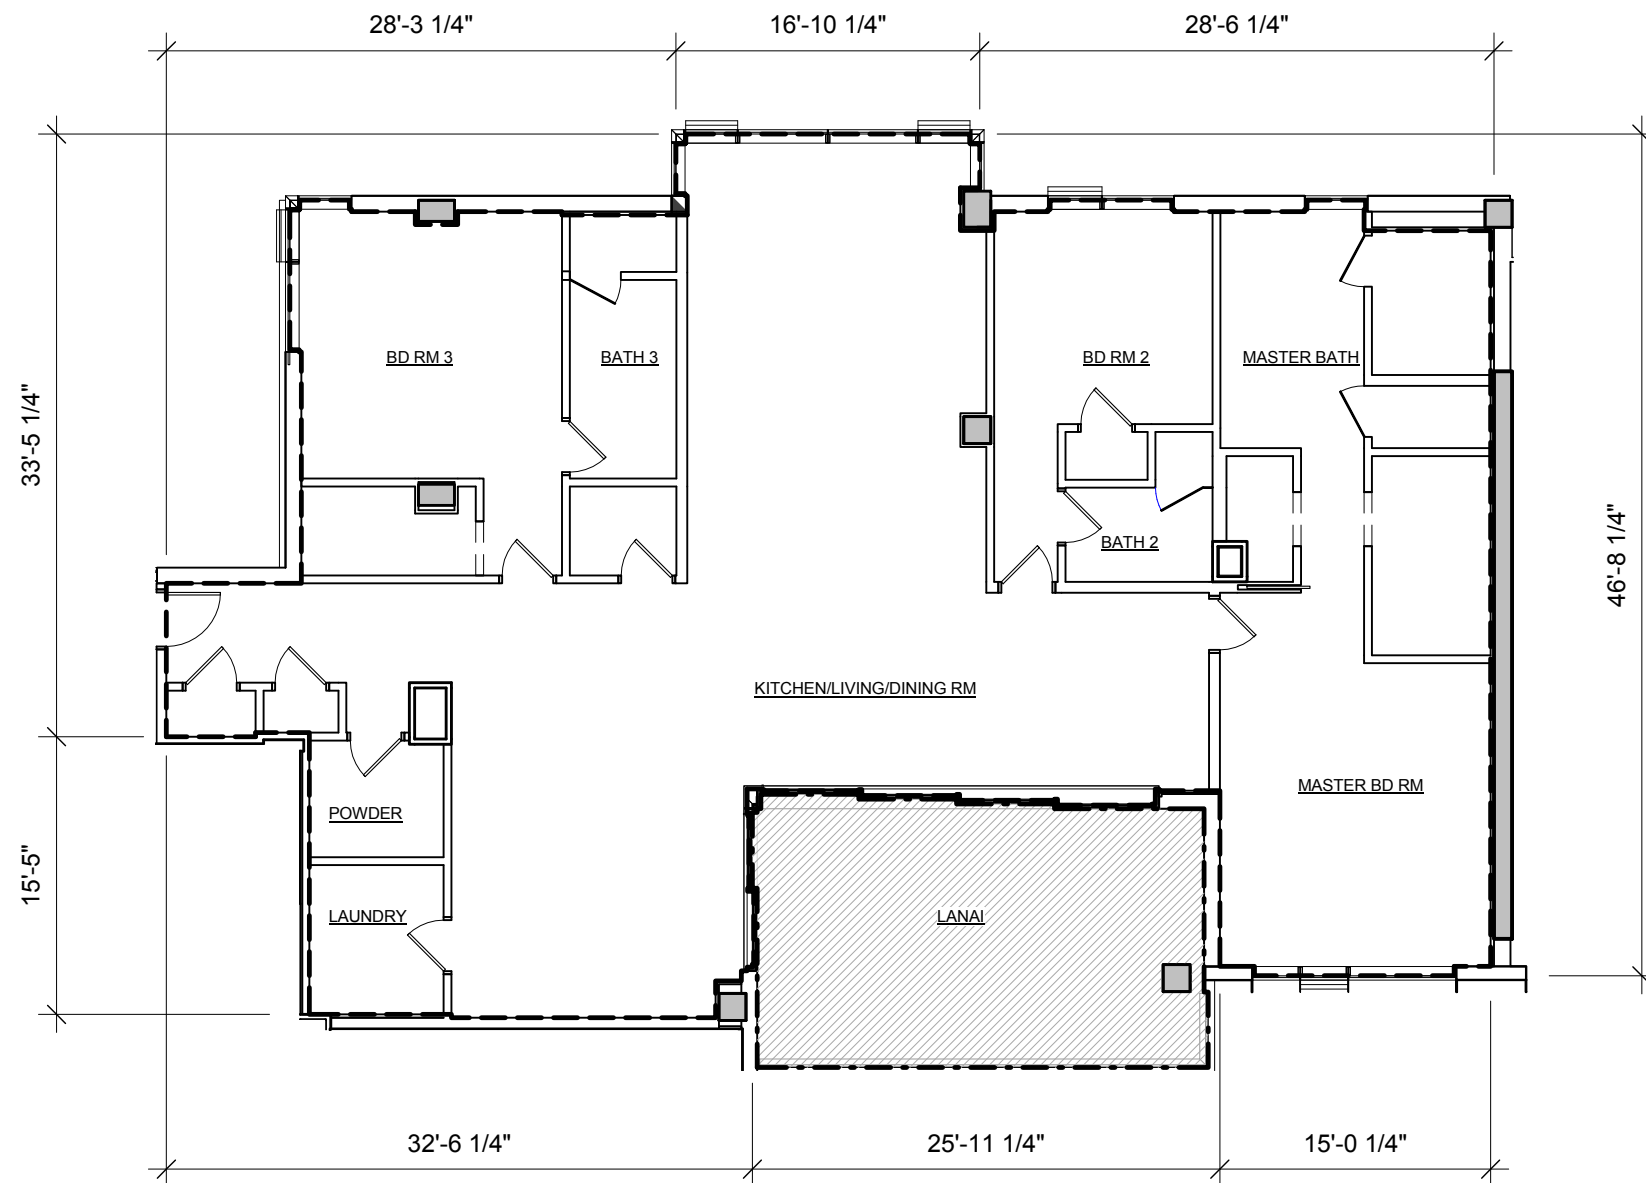 28'-3 1/4"
16'-10 1/4"
28'-6 1/4"
33'-5 1/4"
BD RM 3
BATH 3
BD RM 2
MASTER BATH
BATH 2
46'-8 1/4"
KITCHEN/LIVING/DINING RM
MASTER BD RM
POWDER
15'-5"
LAUNDRY
LANAI
32'-6 1/4"
25'-11 1/4"
15'-0 1/4"